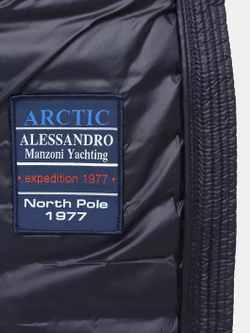 ARCTIC
ALESSANDRO
Manzoni Yachting
• expedition 1977 •
North Pole
1977